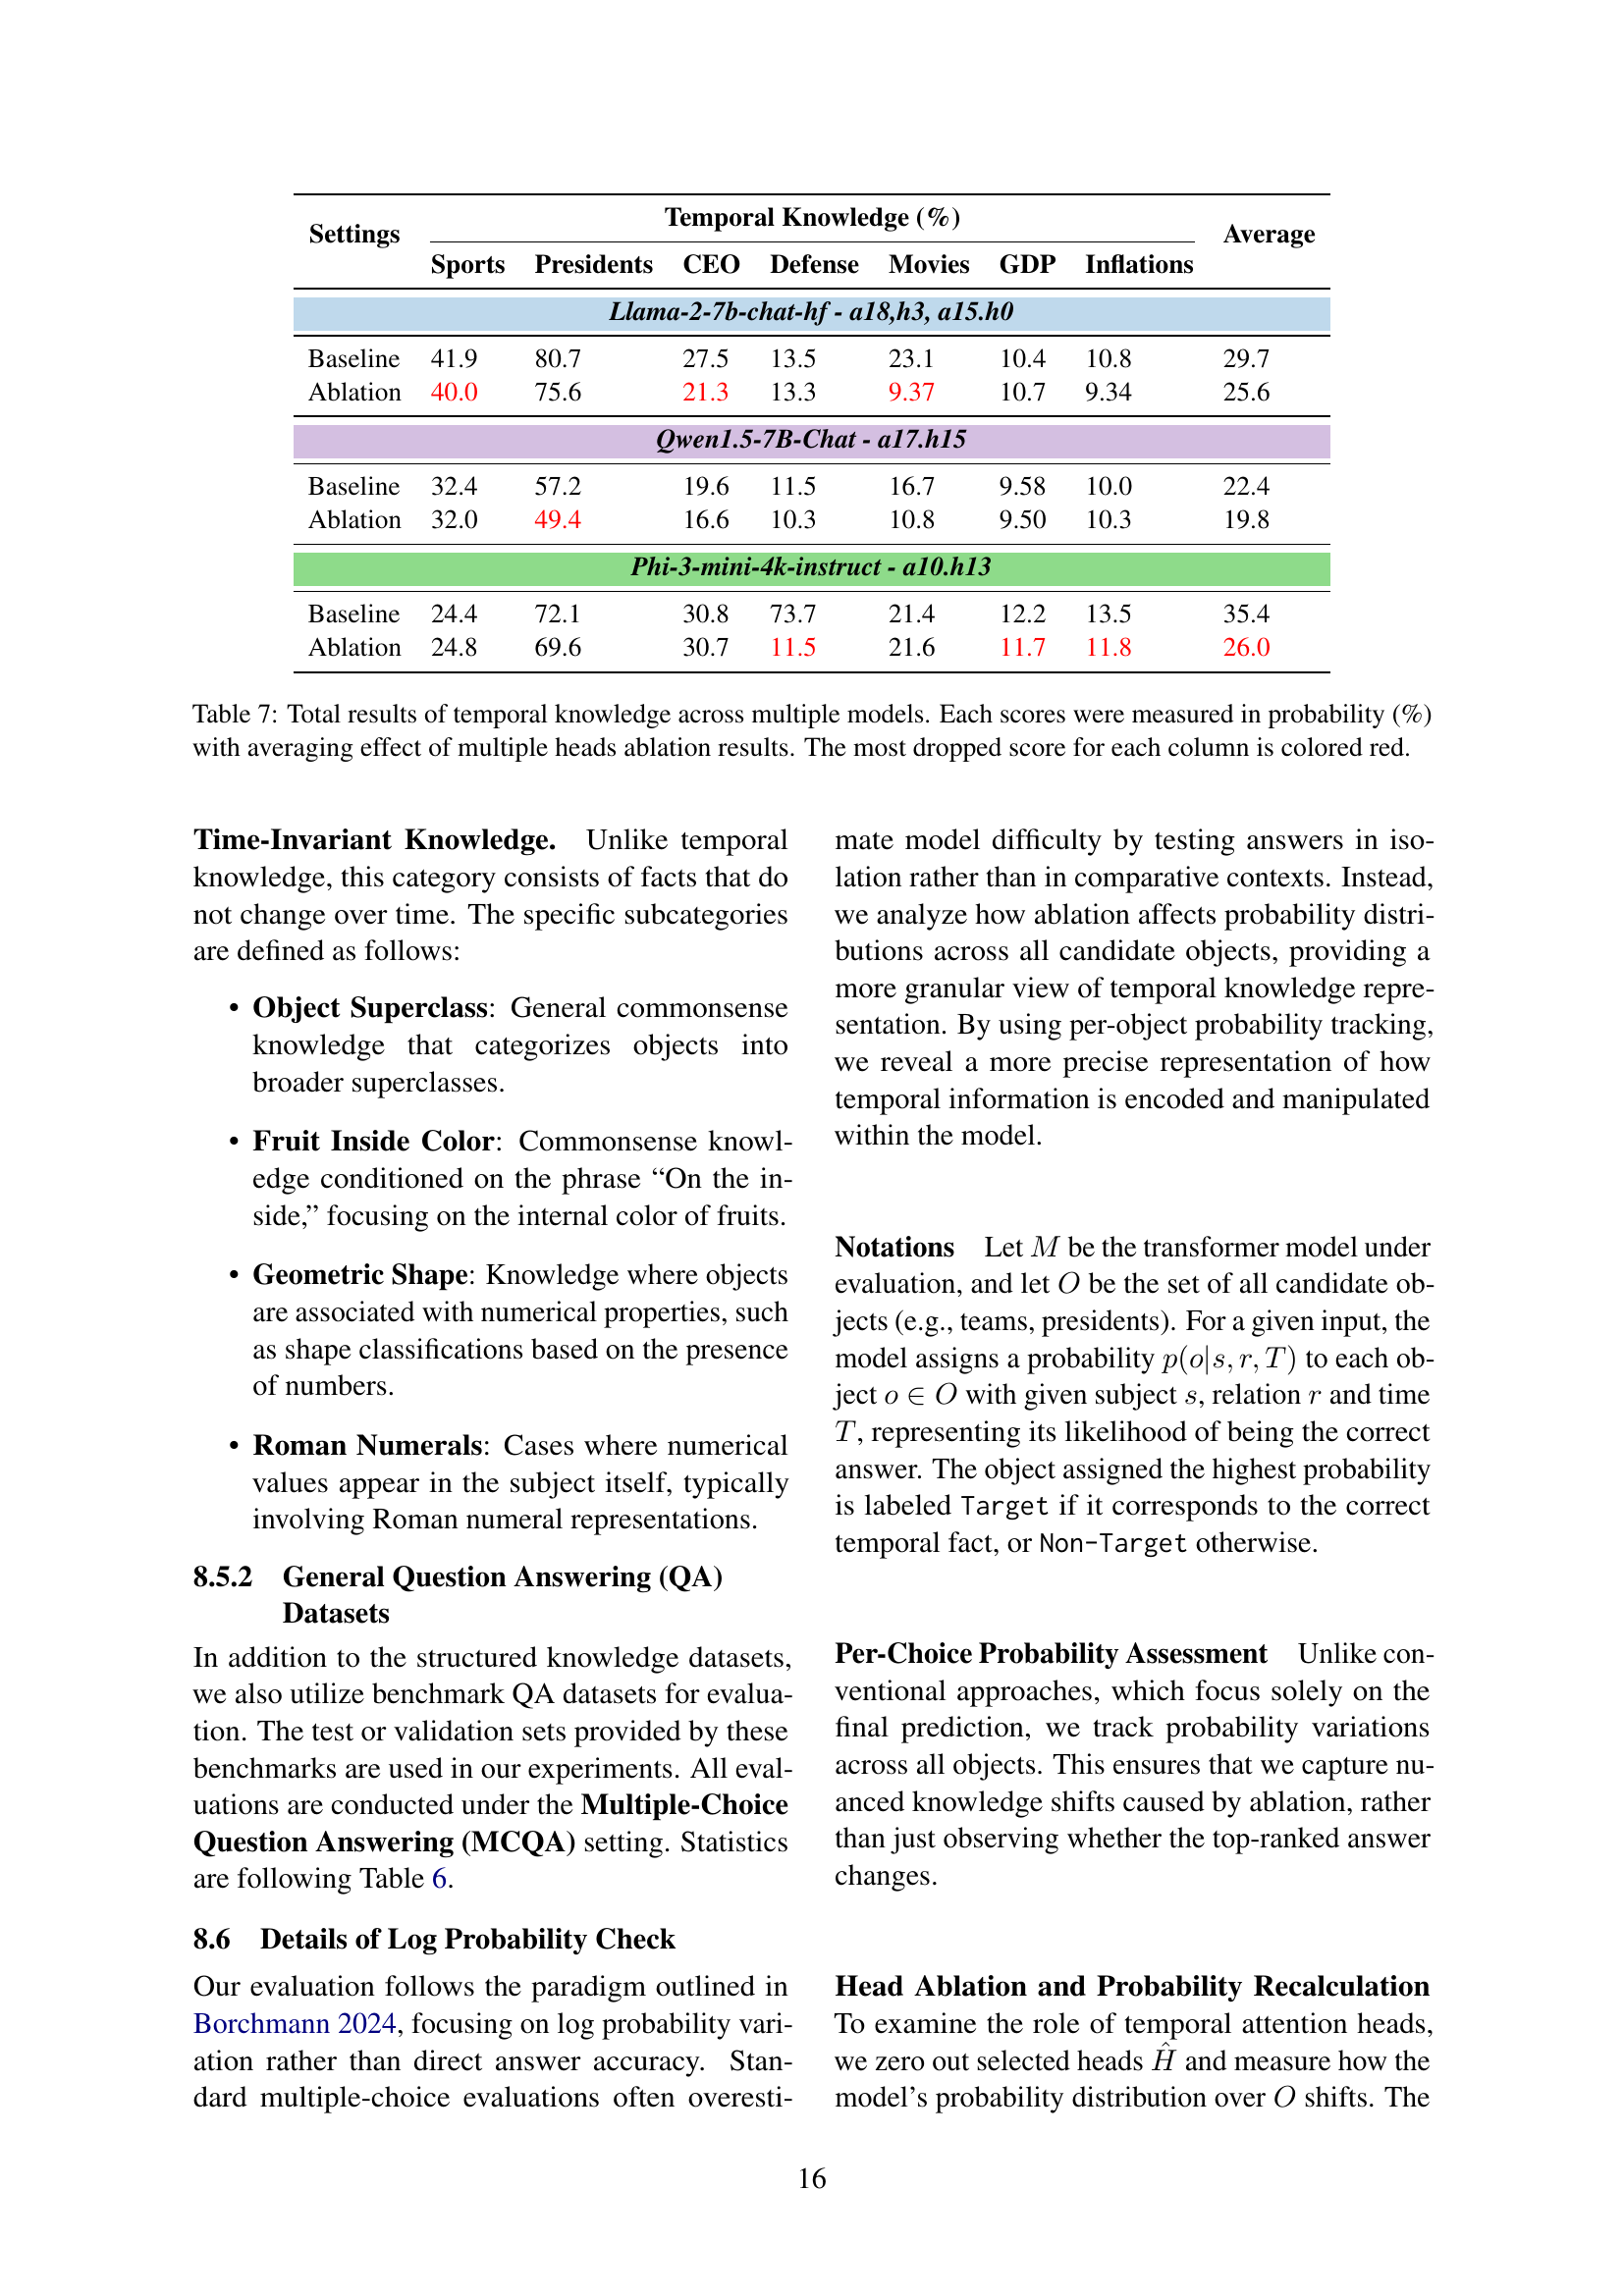 Settings Temporal Knowledge (%) Average
Sports Presidents CEO Defense Movies GDP Inflations
Llama-2-7b-chat-hf - a18,h3, a15.h0
Baseline 41.9 80.7 27.5 13.5 23.1 10.4 10.8 29.7
Ablation 40.0 75.6 21.3 13.3 9.37 10.7 9.34 25.6
Qwen1.5-7B-Chat - a17.h15
Baseline 32.4 57.2 19.6 11.5 16.7 9.58 10.0 22.4
Ablation 32.0 49.4 16.6 10.3 10.8 9.50 10.3 19.8
Phi-3-mini-4k-instruct - a10.h13
Baseline 24.4 72.1 30.8 73.7 21.4 12.2 13.5 35.4
Ablation 24.8 69.6 30.7 11.5 21.6 11.7 11.8 26.0
Table 7: Total results of temporal knowledge across multiple models. Each scores were measured in probability (%)
with averaging effect of multiple heads ablation results. The most dropped score for each column is colored red.
Time-Invariant Knowledge. Unlike temporal
knowledge, this category consists of facts that do
not change over time. The specific subcategories
are defined as follows:
• Object Superclass: General commonsense
knowledge that categorizes objects into
broader superclasses.
• Fruit Inside Color: Commonsense knowl-
edge conditioned on the phrase “On the in-
side,” focusing on the internal color of fruits.
• Geometric Shape: Knowledge where objects
are associated with numerical properties, such
as shape classifications based on the presence
of numbers.
• Roman Numerals: Cases where numerical
values appear in the subject itself, typically
involving Roman numeral representations.
8.5.2 General Question Answering (QA)
Datasets
In addition to the structured knowledge datasets,
we also utilize benchmark QA datasets for evalua-
tion. The test or validation sets provided by these
benchmarks are used in our experiments. All eval-
uations are conducted under the Multiple-Choice
Question Answering (MCQA) setting. Statistics
are following Table 6.
8.6 Details of Log Probability Check
Our evaluation follows the paradigm outlined in
Borchmann 2024, focusing on log probability vari-
ation rather than direct answer accuracy. Stan-
dard multiple-choice evaluations often overesti-
mate model difficulty by testing answers in iso-
lation rather than in comparative contexts. Instead,
we analyze how ablation affects probability distri-
butions across all candidate objects, providing a
more granular view of temporal knowledge repre-
sentation. By using per-object probability tracking,
we reveal a more precise representation of how
temporal information is encoded and manipulated
within the model.
Notations Let M be the transformer model under
evaluation, and let O be the set of all candidate ob-
jects (e.g., teams, presidents). For a given input, the
model assigns a probability p(o|s, r, T) to each ob-
ject o ∈ O with given subject s, relation r and time
T, representing its likelihood of being the correct
answer. The object assigned the highest probability
is labeled Target if it corresponds to the correct
temporal fact, or Non-Target otherwise.
Per-Choice Probability Assessment Unlike con-
ventional approaches, which focus solely on the
final prediction, we track probability variations
across all objects. This ensures that we capture nu-
anced knowledge shifts caused by ablation, rather
than just observing whether the top-ranked answer
changes.
Head Ablation and Probability Recalculation
To examine the role of temporal attention heads,
we zero out selected heads Ĥ and measure how the
model’s probability distribution over O shifts. The
16